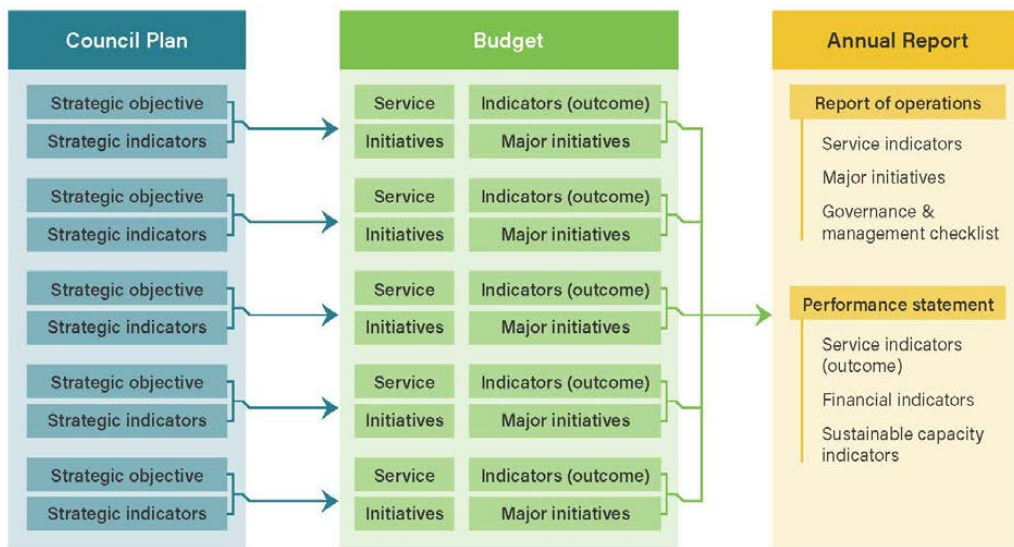 Council Plan
Strategic objective
Strategic indicators
Strategic objective
Strategic indicators
Strategic objective
Strategic indicators
Strategic objective
Strategic indicators
Strategic objective
Strategic indicators
Budget
Service
Indicators (outcome)
Initiatives
Major initiatives
Service
Indicators (outcome)
Initiatives
Major initiatives
Service
Indicators (outcome)
Initiatives
Major initiatives
Service
Indicators (outcome)
Initiatives
Major initiatives
Service
Indicators (outcome)
Initiatives
Major initiatives
Annual Report
Report of operations
Service indicators
Major initiatives
Governance &
management checklist
Performance statement
Service indicators
(outcome)
Financial indicators
Sustainable capacity
indicators